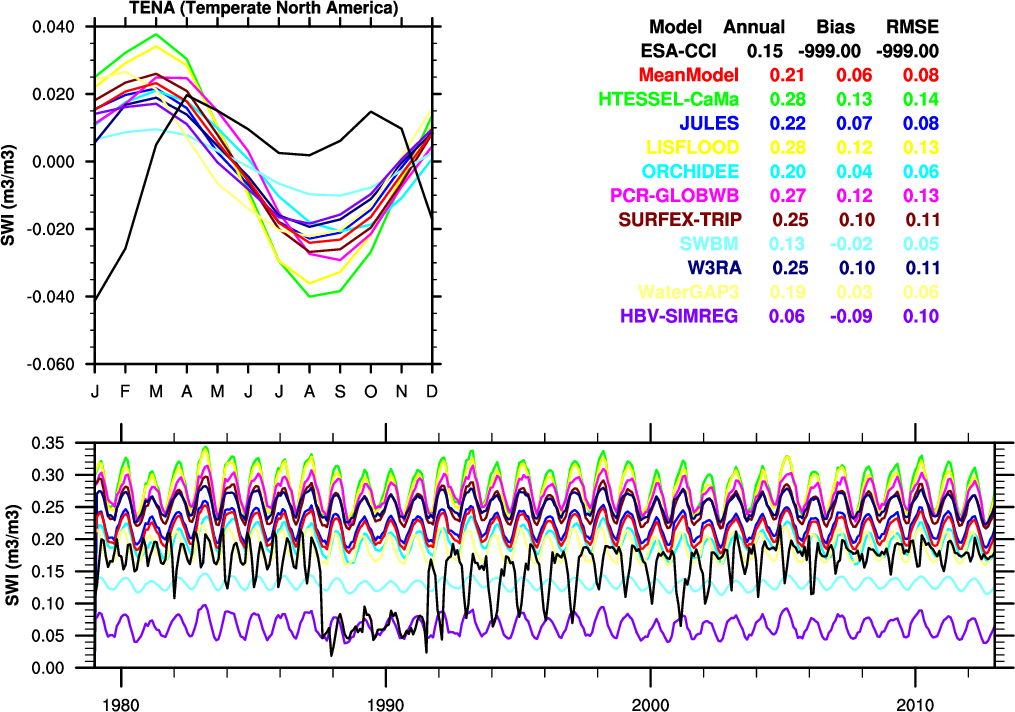 TENA (Temperate North America)
0.040
0.020
0.000
-0.020
-0.040
-0.060
SWI (m3/m3)
J F M A M J J A S O N D
Model Annual Bias RMSE
ESA-CCI 0.15 -999.00 -999.00
MeanModel 0.21 0.06 0.08
HTESSEL-CaMa 0.28 0.13 0.14
JULES 0.22 0.07 0.08
LISFLOOD 0.28 0.12 0.13
ORCHIDEE 0.20 0.04 0.06
PCR-GLOBWB 0.27 0.12 0.13
SURFEX-TRIP 0.25 0.10 0.11
SWBM 0.13 -0.02 0.05
W3RA 0.25 0.10 0.11
WaterGAP3 0.19 0.03 0.06
HBV-SIMREG 0.06 -0.09 0.10
0.35
0.30
0.25
0.20
0.15
0.10
0.05
0.00
SWI (m3/m3)
1980 1990 2000 2010